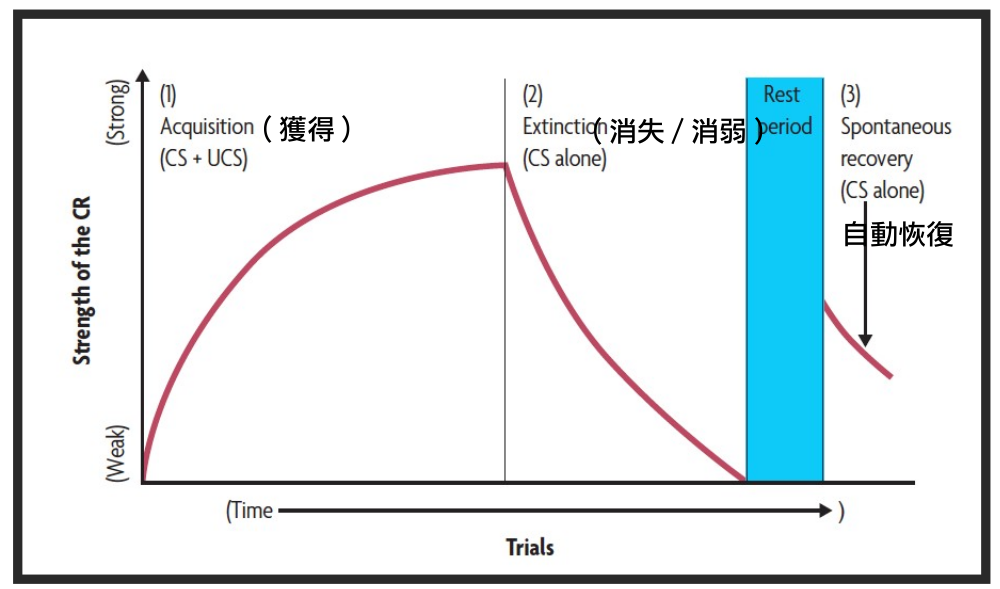 (Strong)
(Weak)
Strength of the CR
(1)
Acquisition（獲得）
(CS + UCS)
(2)
Extinction（消失 / 消弱）
(CS alone)
Rest
period
(3)
Spontaneous
recovery
(CS alone)
自動恢復
(Time )
Trials